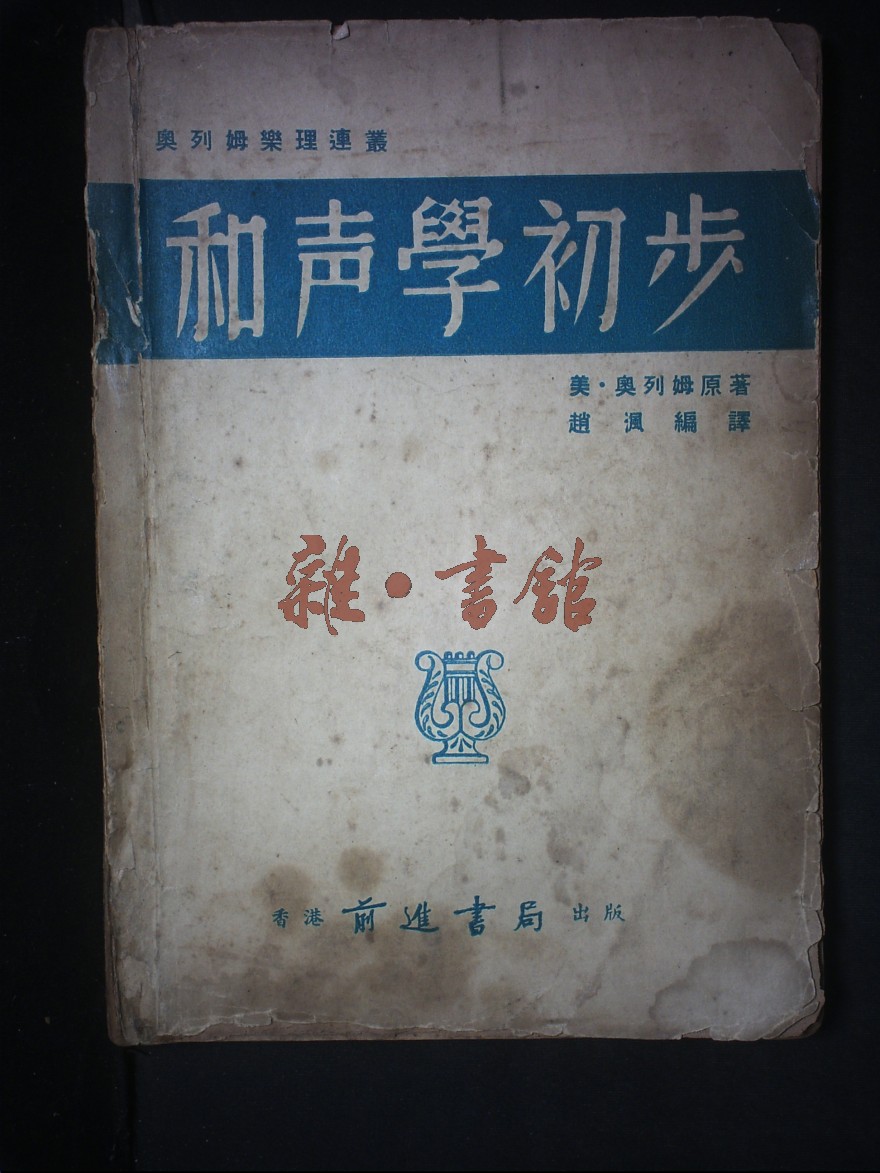 奧列姆樂理連叢
和声學初步
美·奧列姆原著
趙渢編譯
雜·書館
香港 前進書局 出版